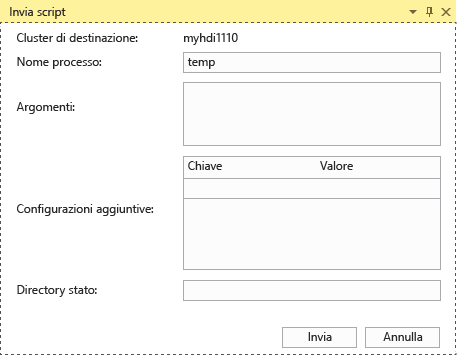 Invia script
Cluster di destinazione: myhdi1110
Nome processo: temp
Argomenti:
Chiave Valore
Configurazioni aggiuntive:
Directory stato:
Invia Annulla